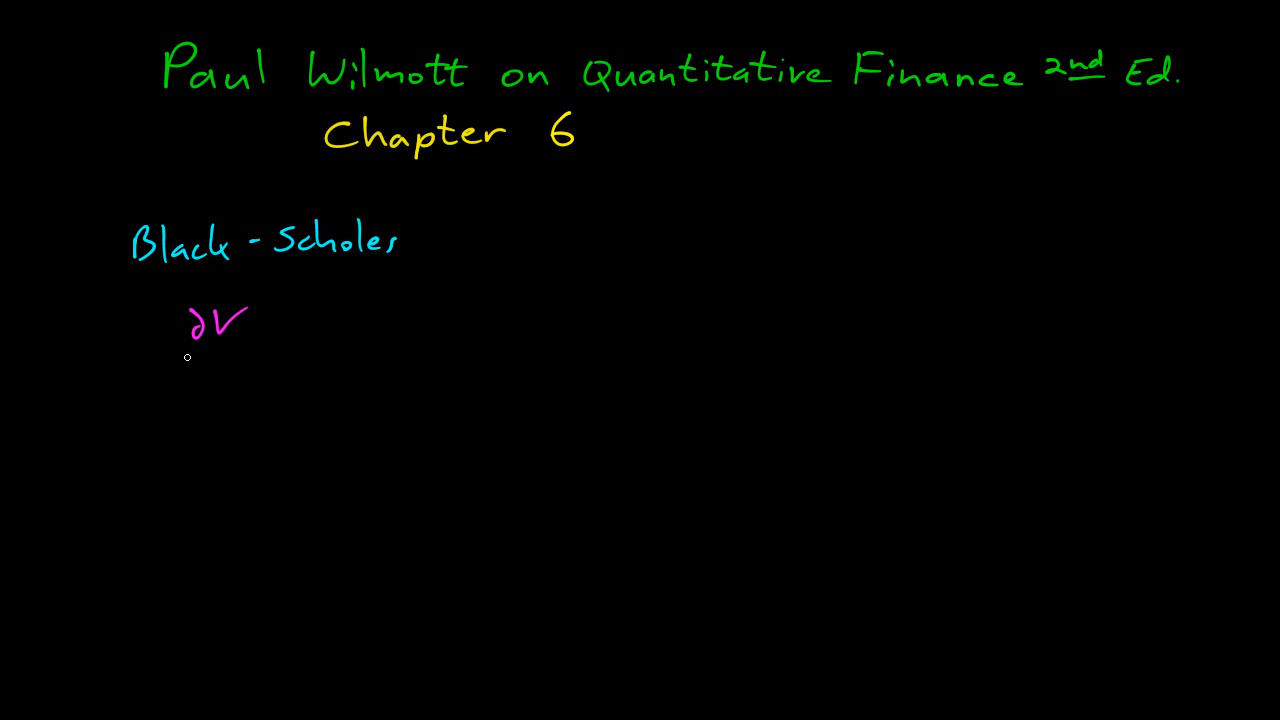 Paul Wilmott on Quantitative Finance 2nd Ed.
Chapter 6
Black - Scholes
∂V